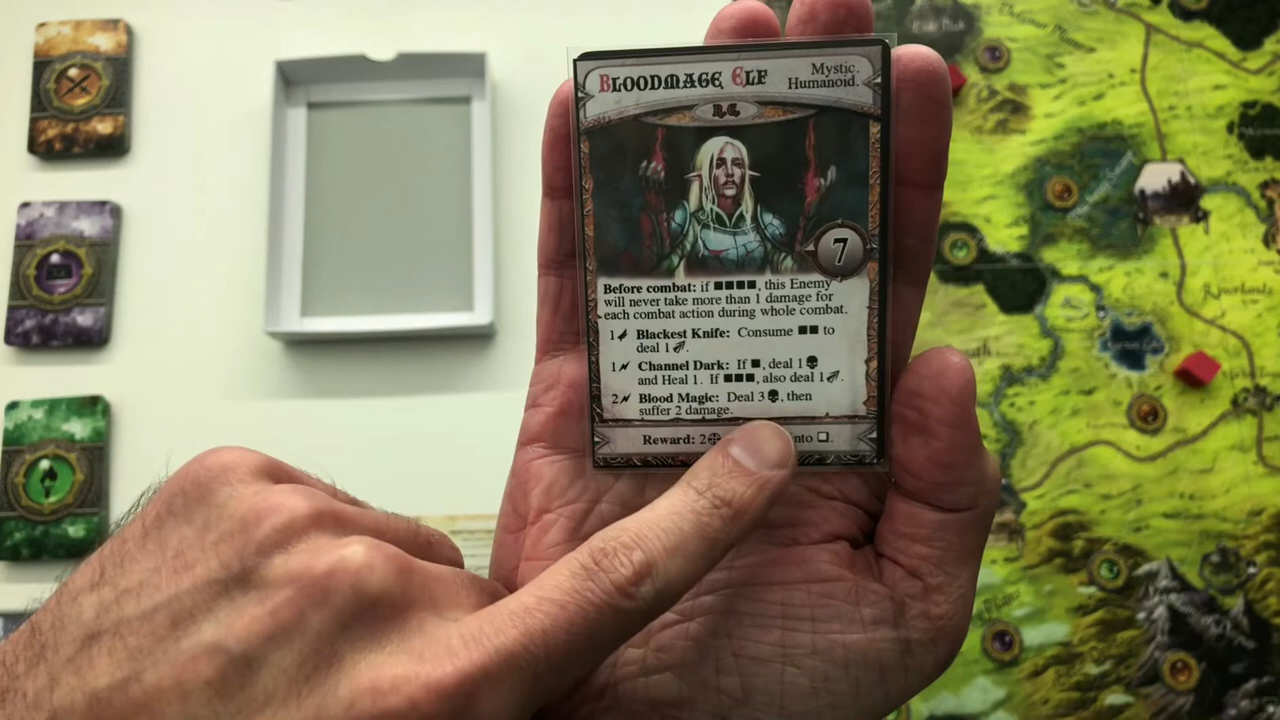 BLOODMAGE ELF
Mystic.
Humanoid.
R.C.
7
Before combat: if ■■■■, this Enemy
will never take more than 1 damage for
each combat action during whole combat.
1 Blackest Knife: Consume ■■ to
deal 1.
1 Channel Dark: If ■, deal 1
and Heal 1. If ■■■, also deal 1.
2 Blood Magic: Deal 3, then
suffer 2 damage.
Reward: 2 into □.
Riverlands
Plains